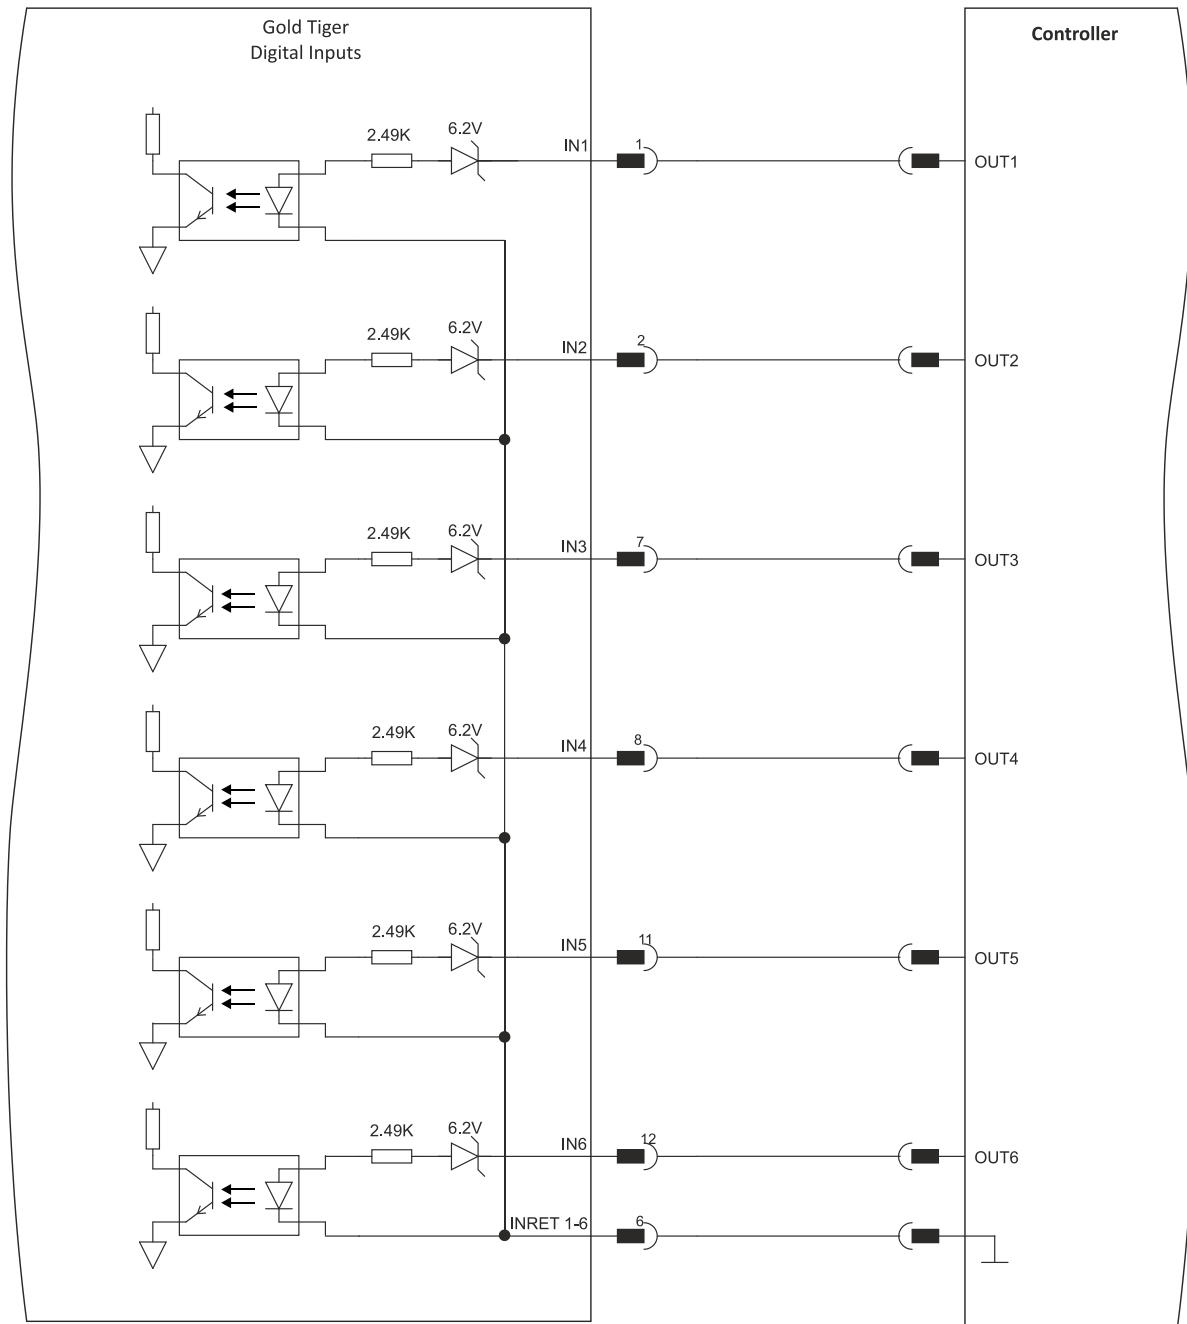 Gold Tiger
Digital Inputs
Controller
2.49K
6.2V
IN1
1
OUT1
2.49K
6.2V
IN2
2
OUT2
2.49K
6.2V
IN3
7
OUT3
2.49K
6.2V
IN4
8
OUT4
2.49K
6.2V
IN5
11
OUT5
2.49K
6.2V
IN6
12
OUT6
INRET 1-6
6